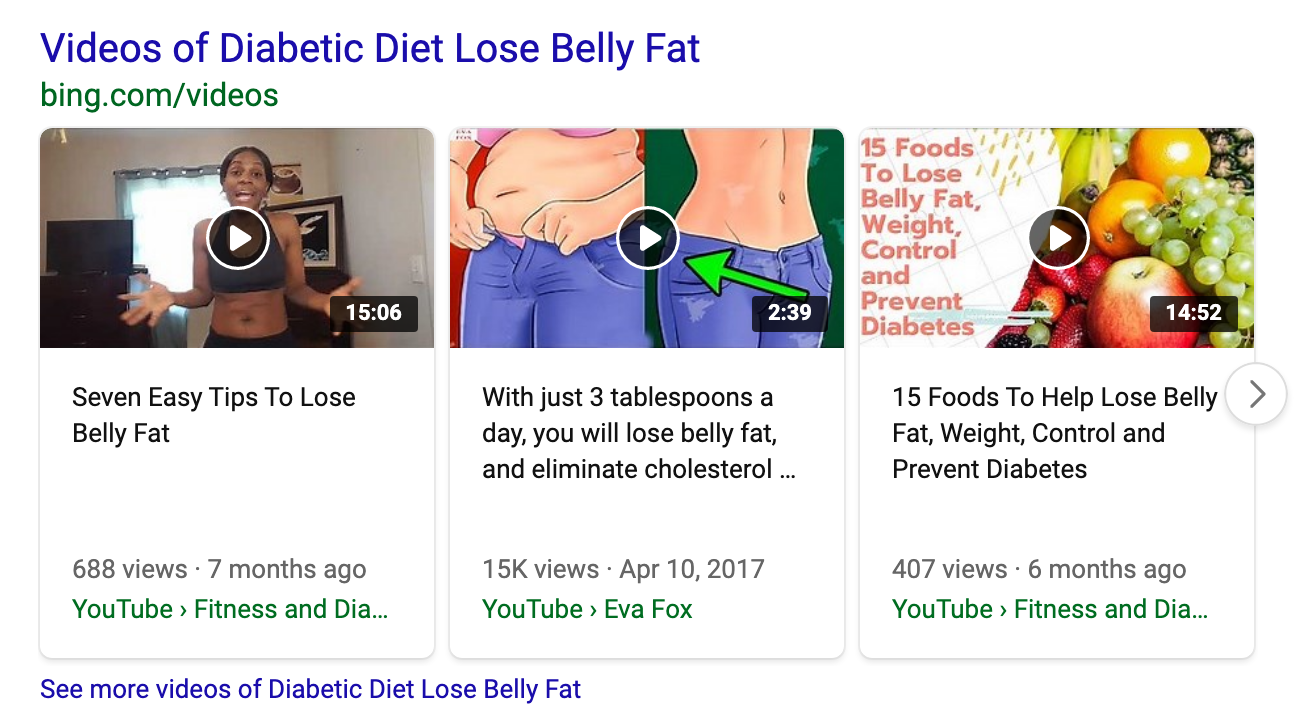 Videos of Diabetic Diet Lose Belly Fat
bing.com/videos
15:06
Seven Easy Tips To Lose
Belly Fat
688 views · 7 months ago
YouTube › Fitness and Dia...
EVA
FOX
2:39
With just 3 tablespoons a
day, you will lose belly fat,
and eliminate cholesterol ...
15K views · Apr 10, 2017
YouTube › Eva Fox
15 Foods
To Lose
Belly Fat,
Weight,
Control
and
Prevent
Diabetes
14:52
15 Foods To Help Lose Belly
Fat, Weight, Control and
Prevent Diabetes
407 views · 6 months ago
YouTube › Fitness and Dia...
See more videos of Diabetic Diet Lose Belly Fat